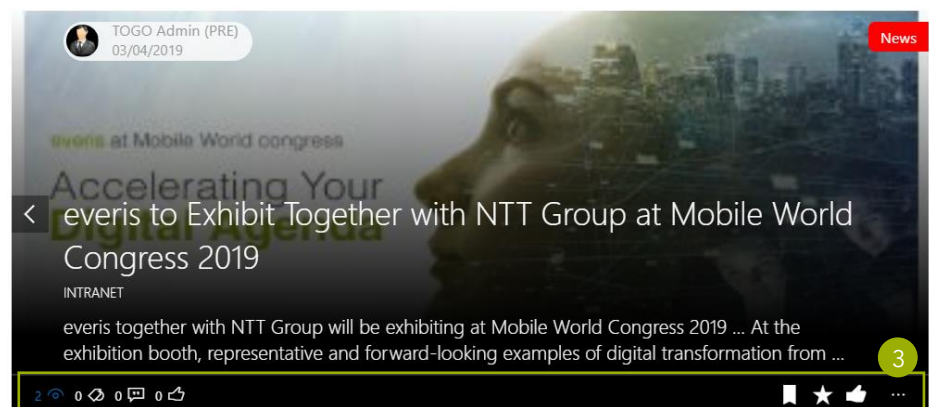 TOGO Admin (PRE)
03/04/2019
News
everis at Mobile World congress
Accelerating Your
Digital Agenda
everis to Exhibit Together with NTT Group at Mobile World
Congress 2019
INTRANET
everis together with NTT Group will be exhibiting at Mobile World Congress 2019 ... At the
exhibition booth, representative and forward-looking examples of digital transformation from ...
3
2 0 0 0 ...